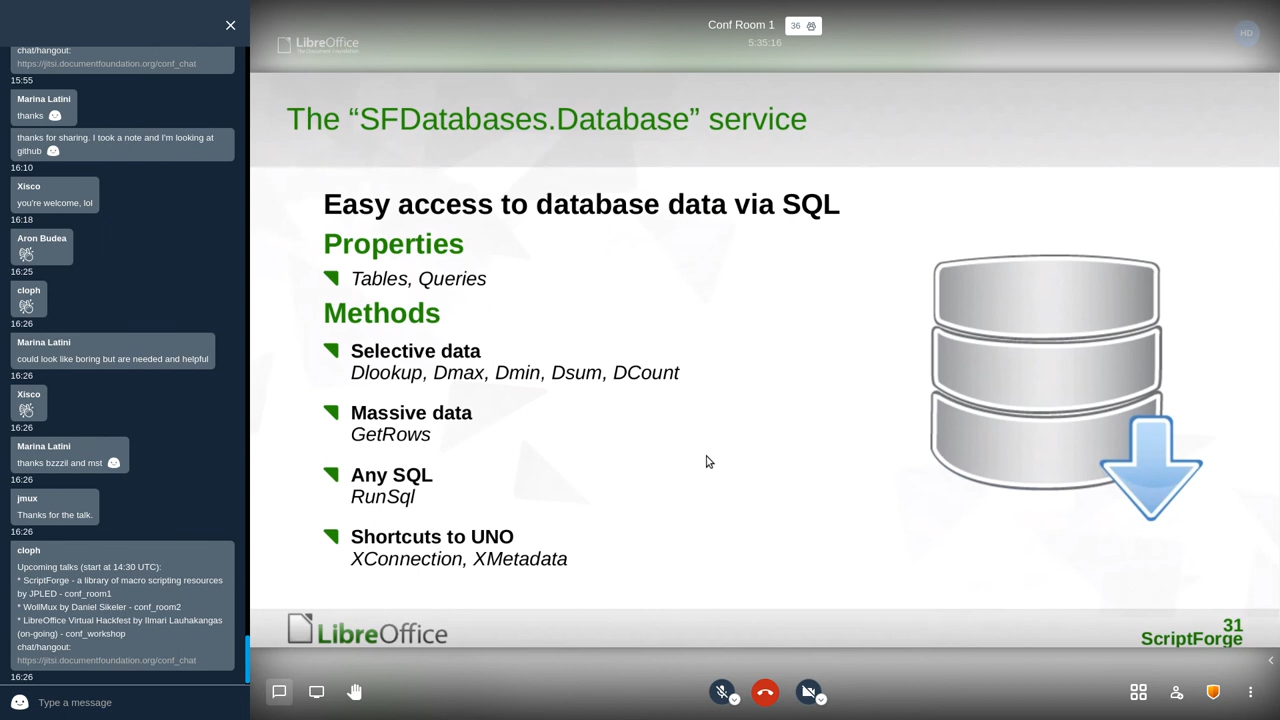 chat/hangout:
https://jitsi.documentfoundation.org/conf_chat
15:55
Marina Latini
thanks
thanks for sharing. I took a note and I'm looking at
github
16:10
Xisco
you're welcome, lol
16:18
Aron Budea
16:25
cloph
16:26
Marina Latini
could look like boring but are needed and helpful
16:26
Xisco
16:26
Marina Latini
thanks bzzzil and mst
16:26
jmux
Thanks for the talk.
16:26
cloph
Upcoming talks (start at 14:30 UTC):
* ScriptForge - a library of macro scripting resources
by JPLED - conf_room1
* WollMux by Daniel Sikeler - conf_room2
* LibreOffice Virtual Hackfest by Ilmari Lauhakangas
(on-going) - conf_workshop
chat/hangout:
https://jitsi.documentfoundation.org/conf_chat
16:26
Type a message
Conf Room 1 36
5:35:16
HD
LibreOffice
The Document Foundation
The “SFDatabases.Database” service
Easy access to database data via SQL
Properties
Tables, Queries
Methods
Selective data
Dlookup, Dmax, Dmin, Dsum, DCount
Massive data
GetRows
Any SQL
RunSql
Shortcuts to UNO
XConnection, XMetadata
LibreOffice
31
ScriptForge